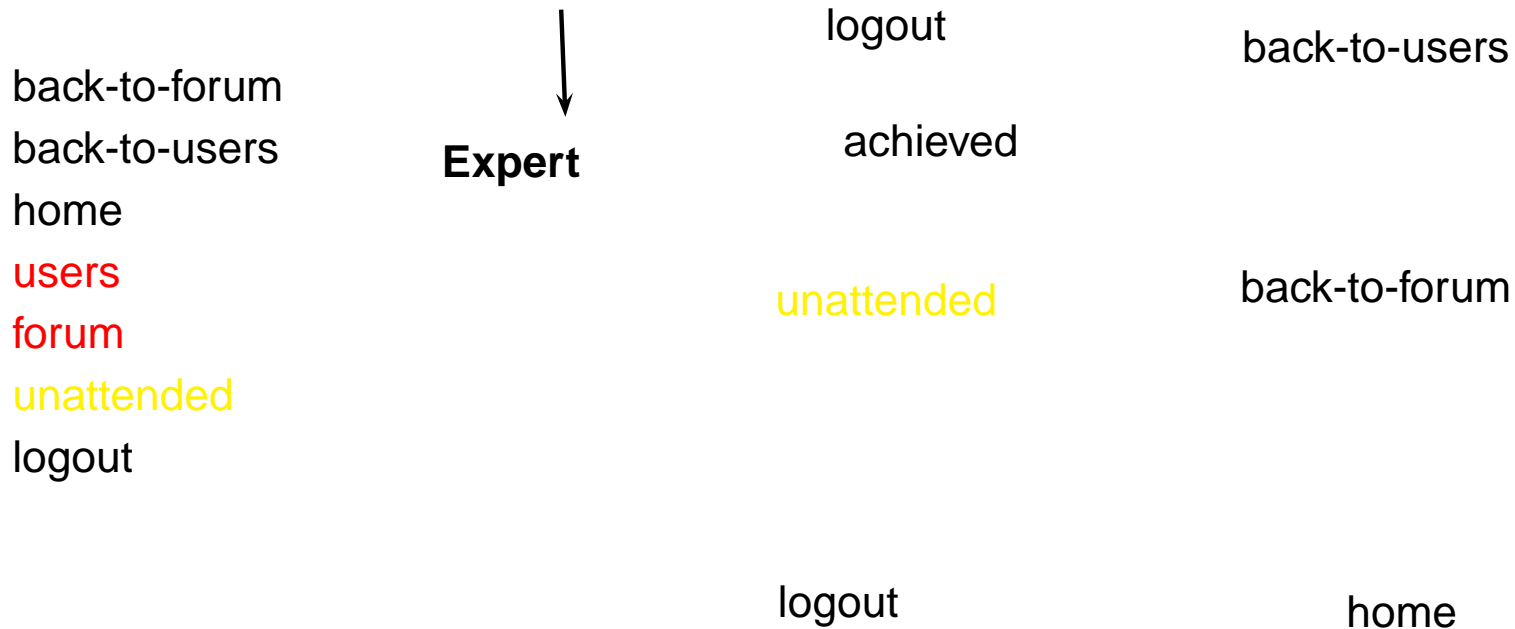 back-to-forum
back-to-users
home
users
forum
unattended
logout
Expert
logout
achieved
unattended
logout
back-to-users
back-to-forum
home